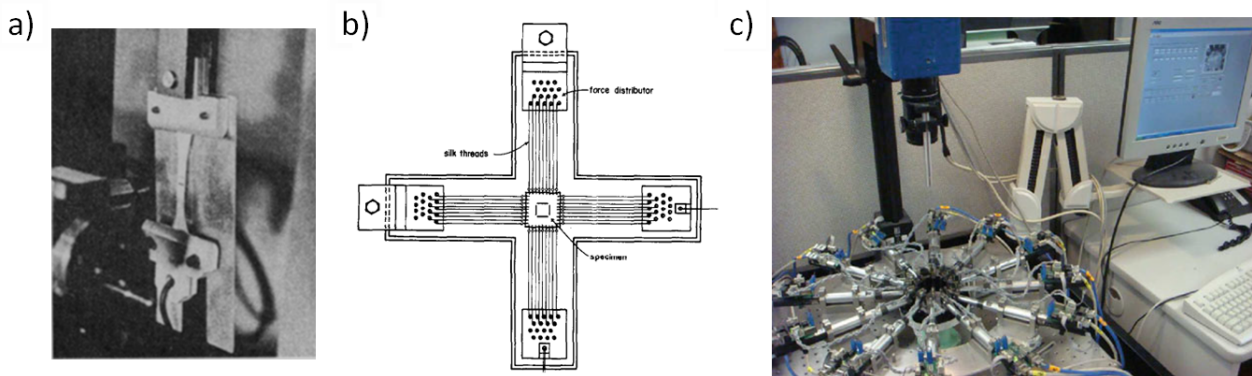 a)
b)
c)
force distributor
silk threads
specimen